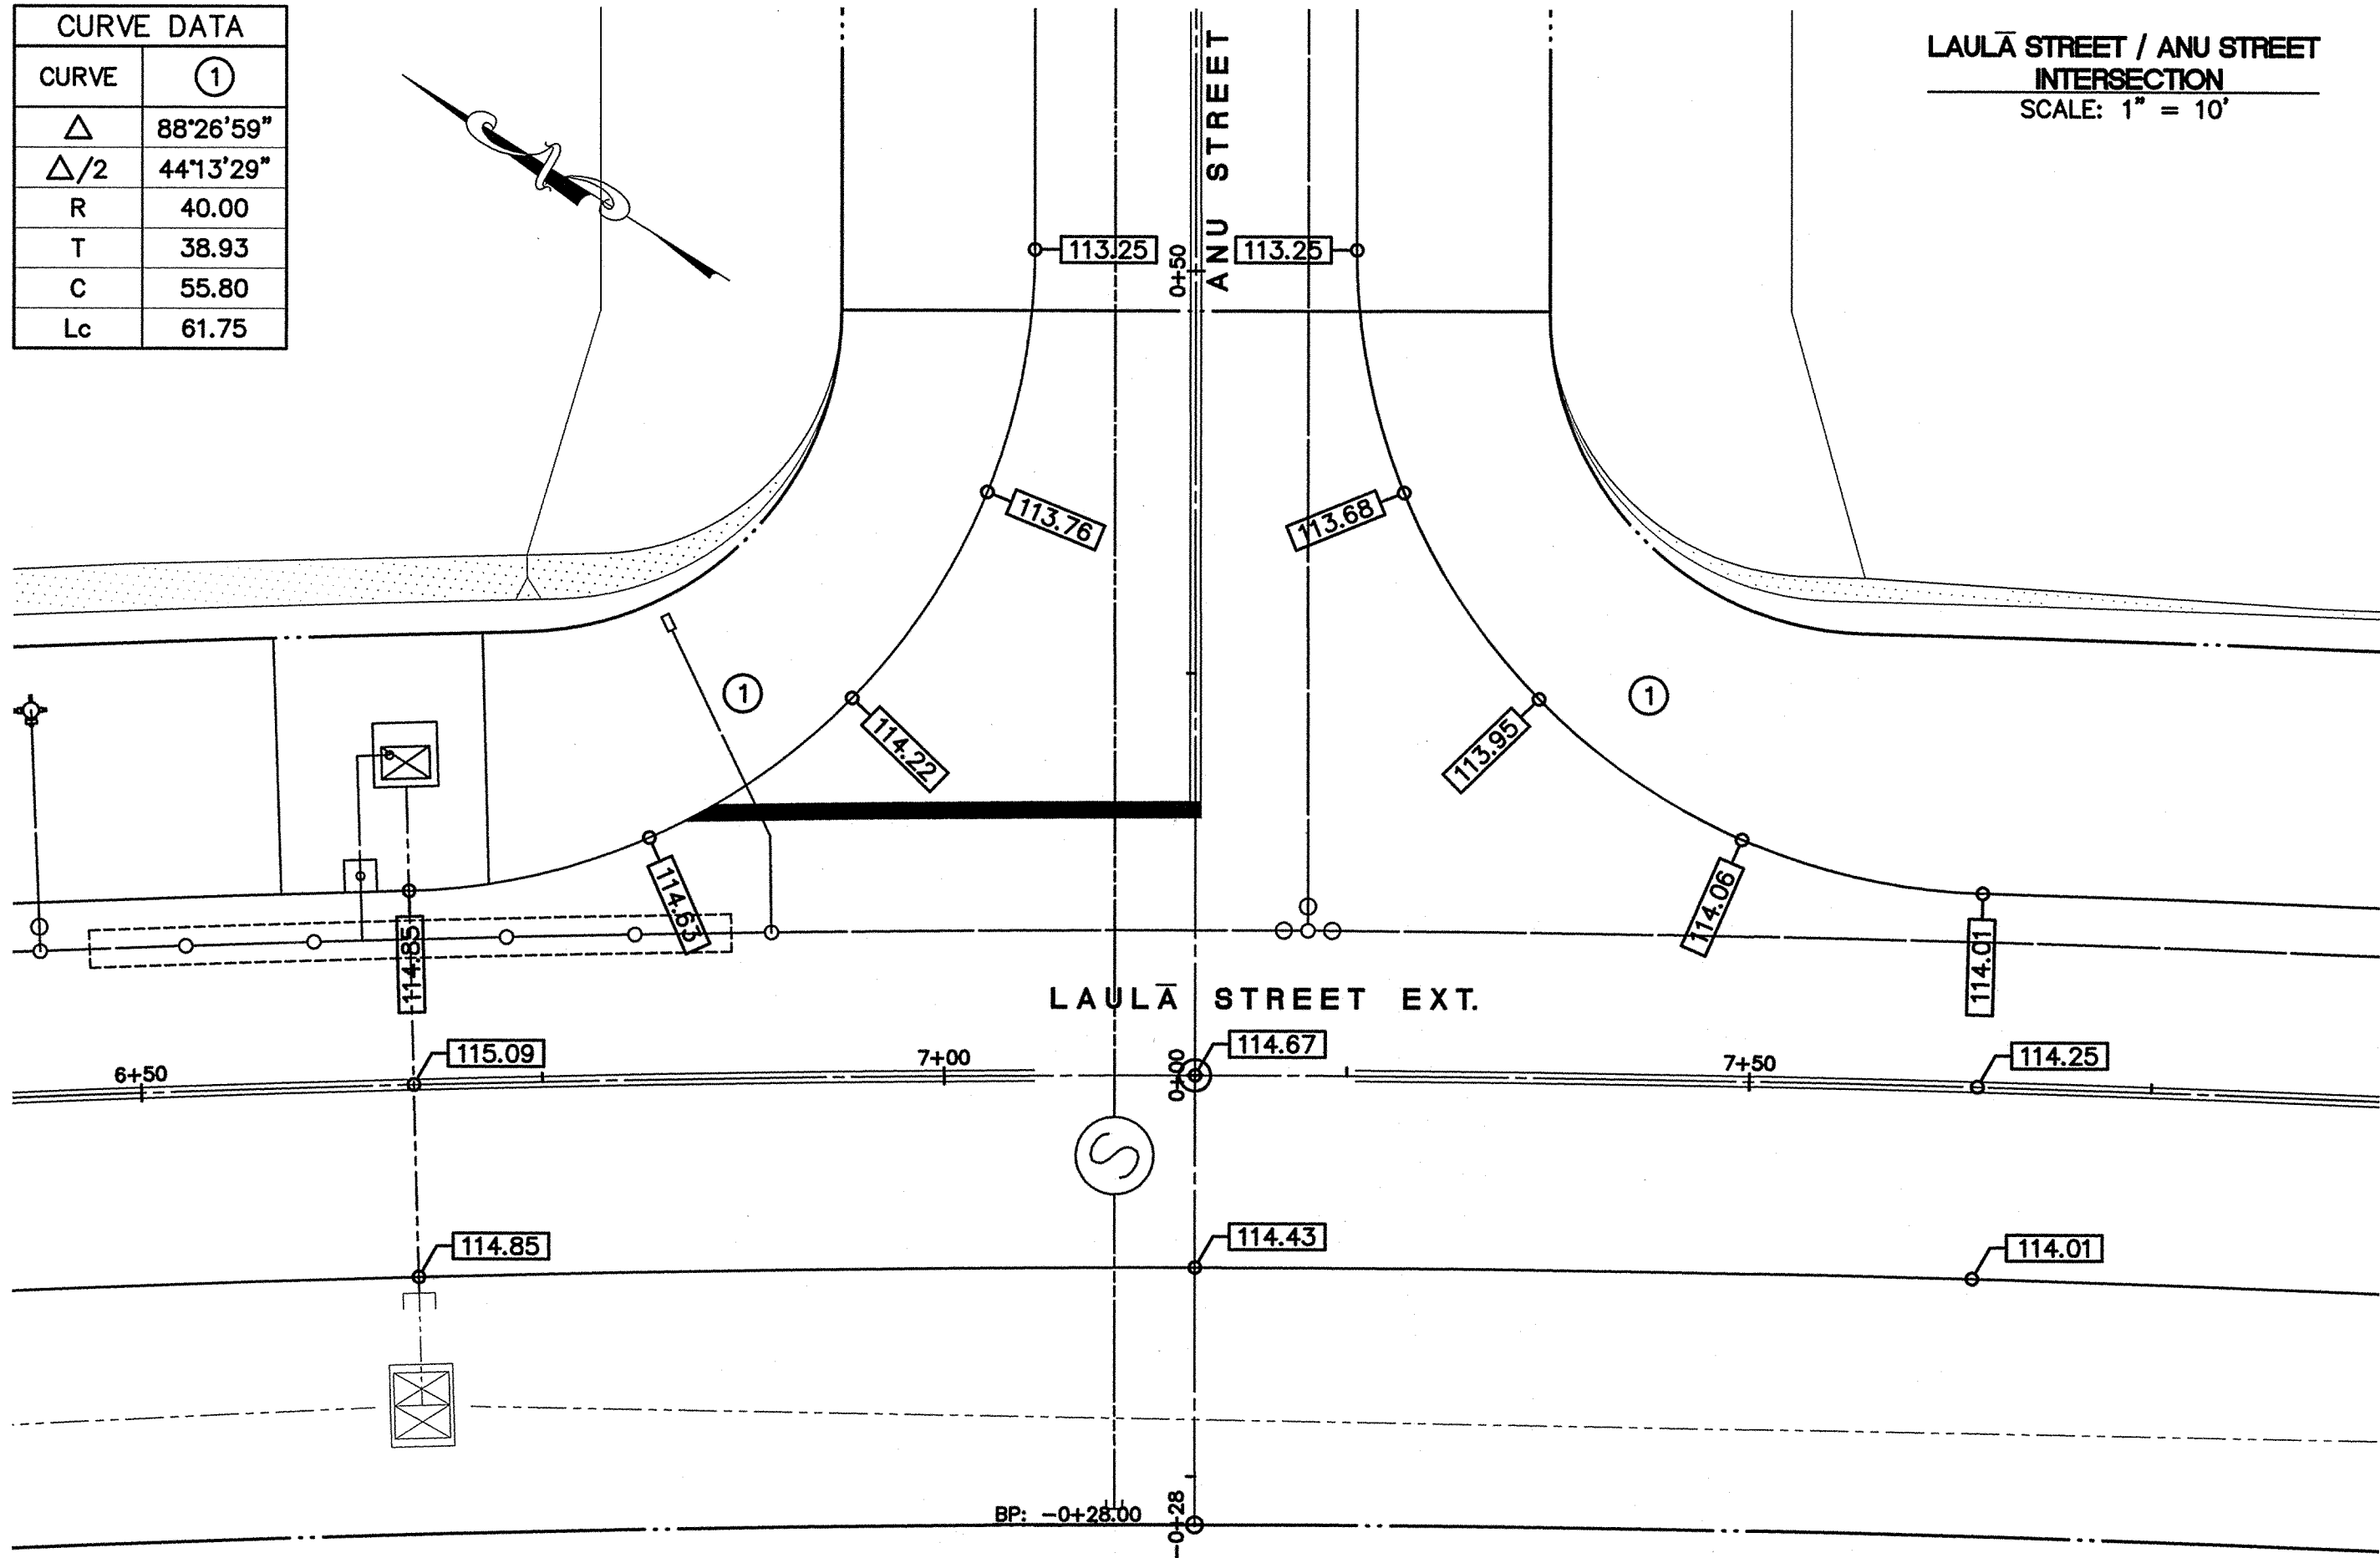 CURVE DATA
CURVE 1
△ 88°26'59"
△/2 44°13'29"
R 40.00
T 38.93
C 55.80
Lc 61.75
LAULĀ STREET / ANU STREET
INTERSECTION
SCALE: 1" = 10'
ANU STREET
113.25
0+50
113.25
113.76
113.68
1
1
114.22
113.95
114.63
114.06
114.85
114.01
LAULĀ STREET EXT.
6+50
115.09
7+00
0+00
114.67
7+50
114.25
S
114.85
114.43
114.01
BP: -0+28.00
-0+28